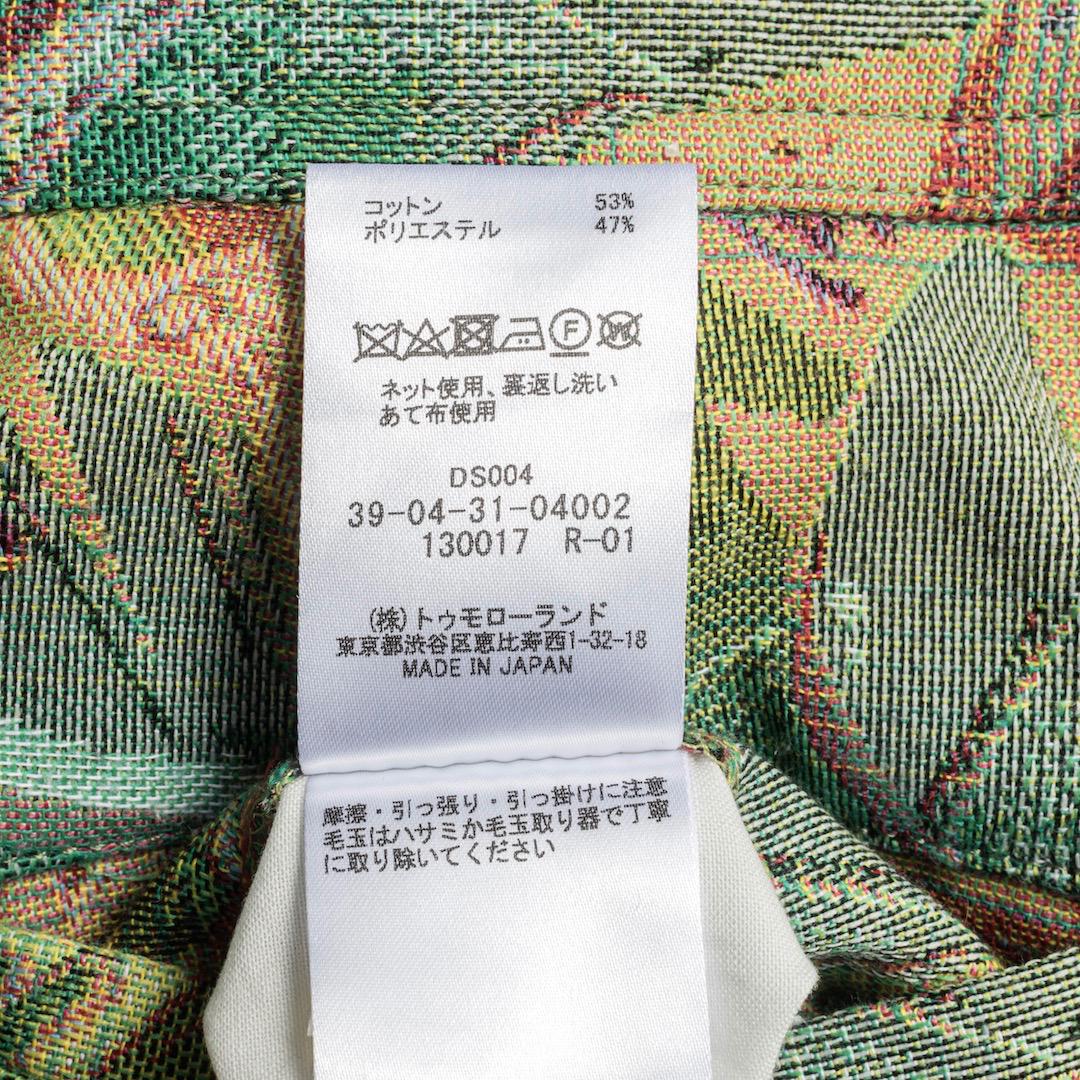 コットン 53%
ポリエステル 47%
F W
ネット使用、裏返し洗い
あて布使用
DS004
39-04-31-04002
130017 R-01
(株)トゥモローランド
東京都渋谷区恵比寿西1-32-18
MADE IN JAPAN
摩擦・引っ張り・引っ掛けに注意
毛玉はハサミか毛玉取り器で丁寧
に取り除いてください